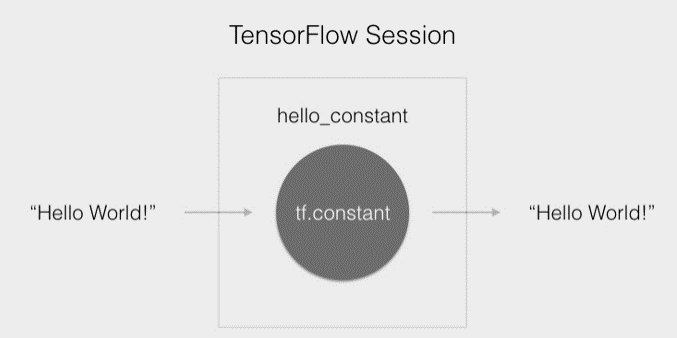 TensorFlow Session
hello_constant
“Hello World!”
tf.constant
“Hello World!”